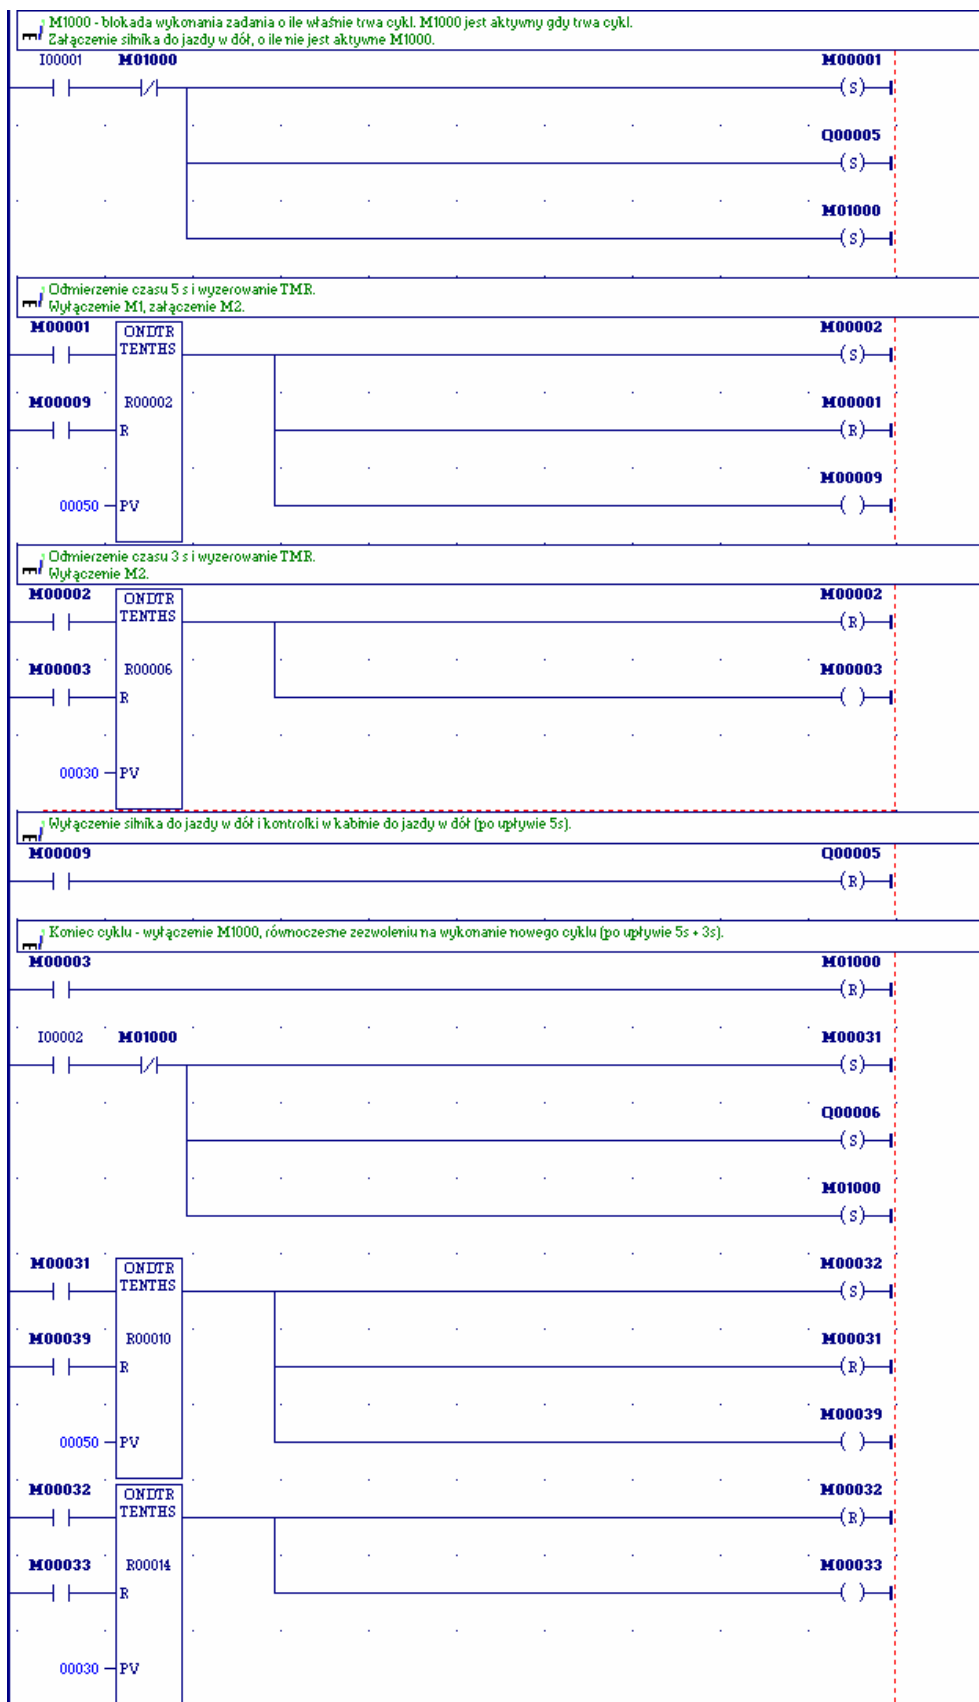 M1000 - blokada wykonania zadania o ile właśnie trwa cykl. M1000 jest aktywny gdy trwa cykl.
Załączenie silnika do jazdy w dół, o ile nie jest aktywne M1000.
I00001 M01000 M00001
(S)
Q00005
(S)
M01000
(S)
Odmierzenie czasu 5 s i wyzerowanie TMR.
Wyłączenie M1, załączenie M2.
M00001 ONDTR M00002
TENTHS (S)
M00009 R00002 M00001
R (R)
M00009
00050 PV ( )
Odmierzenie czasu 3 s i wyzerowanie TMR.
Wyłączenie M2.
M00002 ONDTR M00002
TENTHS (R)
M00003 R00006 M00003
R ( )
00030 PV
Wyłączenie silnika do jazdy w dół i kontrolki w kabinie do jazdy w dół (po upływie 5s).
M00009 Q00005
(R)
Koniec cyklu - wyłączenie M1000, równoczesne zezwoleniu na wykonanie nowego cyklu (po upływie 5s + 3s).
M00003 M01000
(R)
I00002 M01000 M00031
(S)
Q00006
(S)
M01000
(S)
M00031 ONDTR M00032
TENTHS (S)
M00039 R00010 M00031
R (R)
M00039
00050 PV ( )
M00032 ONDTR M00032
TENTHS (R)
M00033 R00014 M00033
R ( )
00030 PV